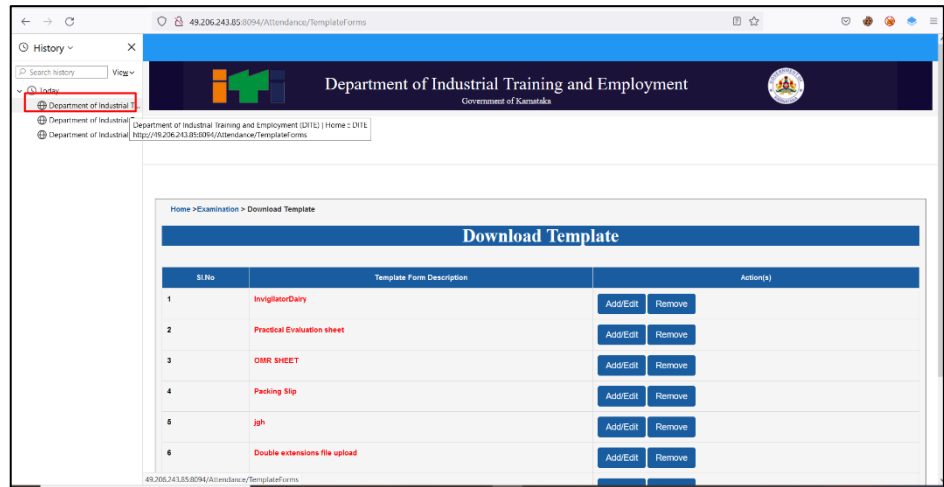 49.206.243.85:8094/Attendance/TemplateForms
History
Search history
View
Today
Department of Industrial T...
Department of Industrial
Department of Industrial
Department of Industrial Training and Employment (DITE) | Home :: DITE
http://49.206.243.85:8094/Attendance/TemplateForms
iti
Department of Industrial Training and Employment
Government of Karnataka
Home >Examination > Download Template
Download Template
Sl.No Template Form Description Action(s)
1 InvigilatorDairy Add/Edit Remove
2 Practical Evaluation sheet Add/Edit Remove
3 OMR SHEET Add/Edit Remove
4 Packing Slip Add/Edit Remove
5 jgh Add/Edit Remove
6 Double extensions file upload Add/Edit Remove
49.206.243.85:8094/Attendance/TemplateForms